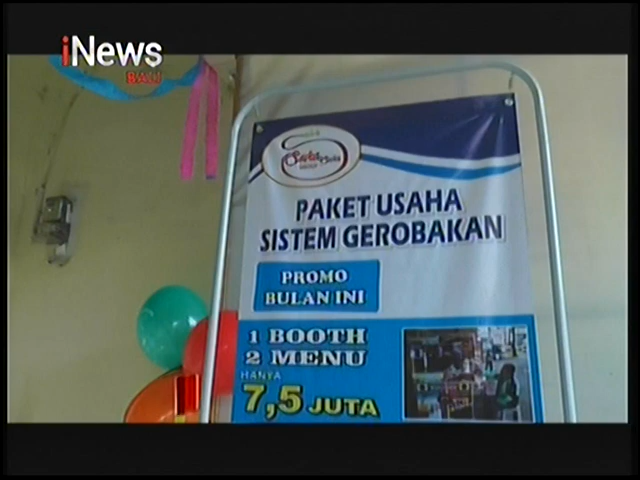 iNews
BALI
PAKET USAHA
SISTEM GEROBAKAN
PROMO
BULAN INI
1 BOOTH
2 MENU
HANYA
7,5 JUTA